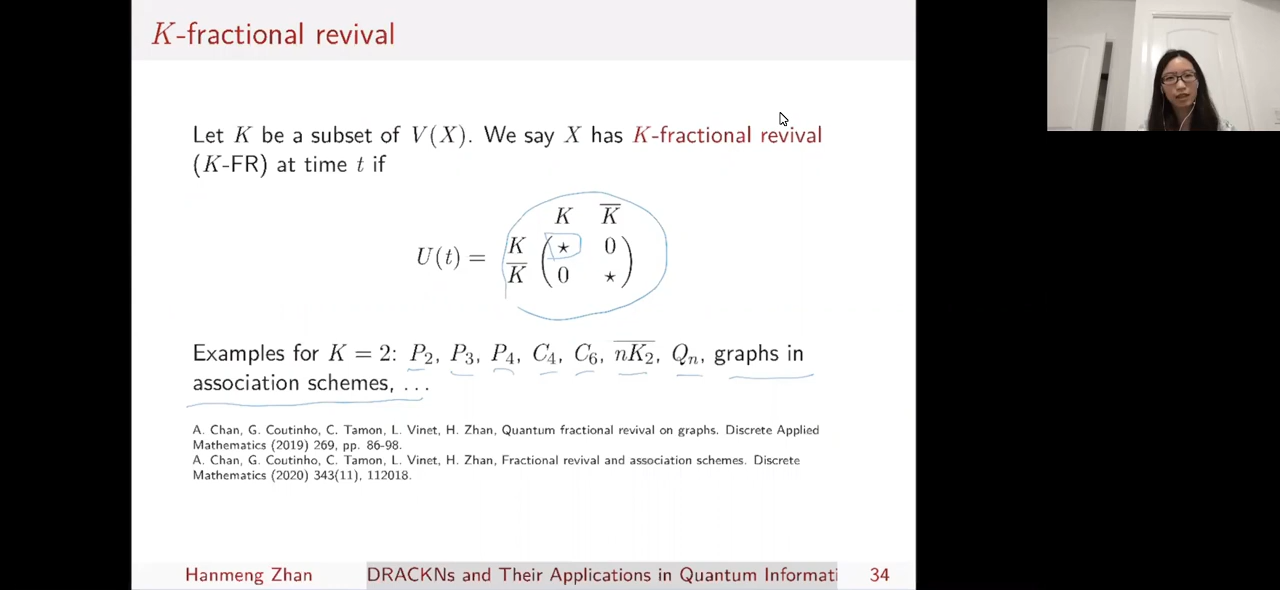 K-fractional revival
Let K be a subset of V(X). We say X has K-fractional revival
(K-FR) at time t if
K K̅
U(t) = K ( ⋆ 0 )
K̅ ( 0 ⋆ )
Examples for K = 2: P₂, P₃, P₄, C₄, C₆, n̅K̅₂̅, Qₙ, graphs in
association schemes, ...
A. Chan, G. Coutinho, C. Tamon, L. Vinet, H. Zhan, Quantum fractional revival on graphs. Discrete Applied
Mathematics (2019) 269, pp. 86-98.
A. Chan, G. Coutinho, C. Tamon, L. Vinet, H. Zhan, Fractional revival and association schemes. Discrete
Mathematics (2020) 343(11), 112018.
Hanmeng Zhan DRACKNs and Their Applications in Quantum Informati 34